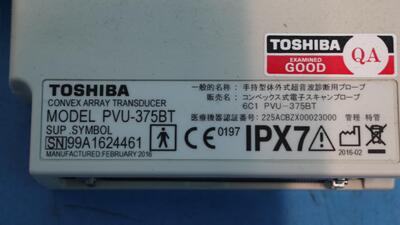 TOSHIBA
EXAMINED
GOOD
QA
TOSHIBA
CONVEX ARRAY TRANSDUCER
MODEL PVU-375BT
SUP .SYMBOL
SN 99A1624461
MANUFACTURED.FEBRUARY 2016
一般的名称：手持型体外式超音波診断用プローブ
販売名：コンベックス式電子スキャンプローブ
6C1 PVU-375BT
医療機器認証番号：225ACBZX00023000 管理 特管
CE 0197 IPX7
2016-02